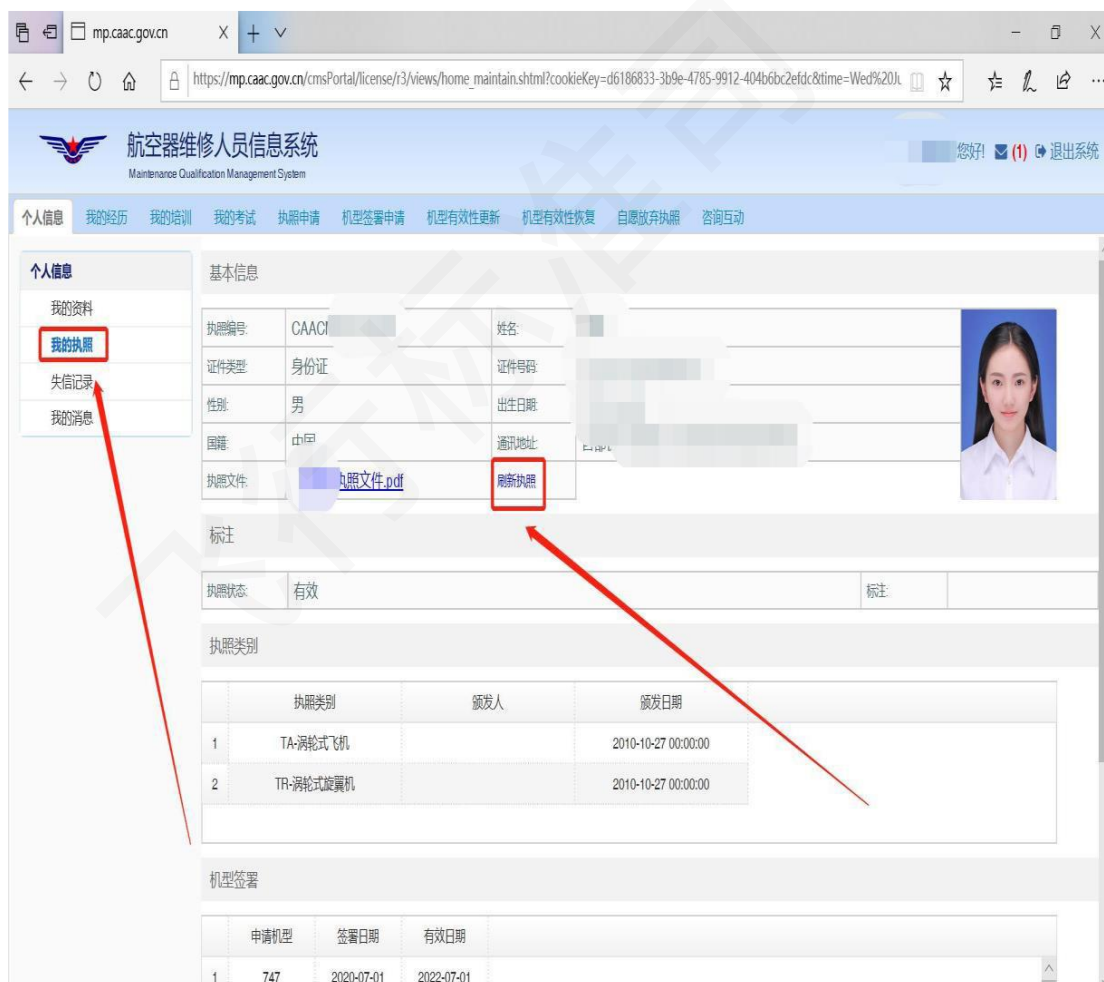 mp.caac.gov.cn
https://mp.caac.gov.cn/cmsPortal/license/r3/views/home_maintain.shtml?cookieKey=d6186833-3b9e-4785-9912-404b6bc2efdc&time=Wed%20Ju
航空器维修人员信息系统
Maintenance Qualification Management System
您好! (1) 退出系统
个人信息 我的经历 我的培训 我的考试 执照申请 机型签署申请 机型有效性更新 机型有效性恢复 自愿放弃执照 咨询互动
个人信息
我的资料
我的执照
失信记录
我的消息
基本信息
执照编号: CAAC 姓名:
证件类型: 身份证 证件号码:
性别: 男 出生日期:
国籍: 中国 通讯地址:
执照文件: 执照文件.pdf 刷新执照
标注
执照状态: 有效 标注:
执照类别
执照类别 颁发人 颁发日期
1 TA-涡轮式飞机 2010-10-27 00:00:00
2 TR-涡轮式旋翼机 2010-10-27 00:00:00
机型签署
申请机型 签署日期 有效日期
1 747 2020-07-01 2022-07-01
飞行标准司